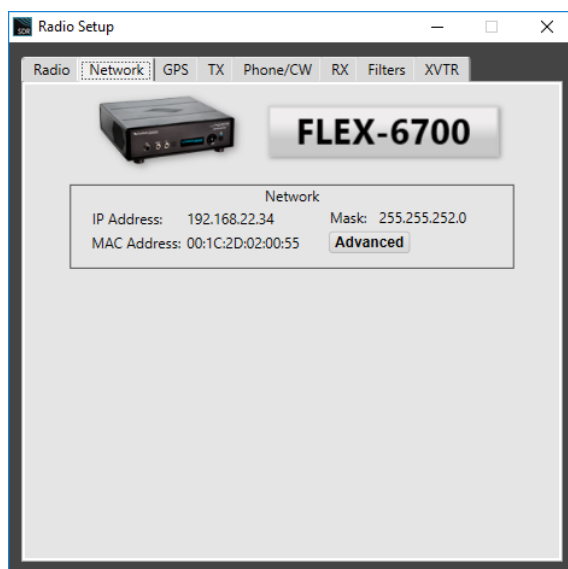 SDR Radio Setup
Radio Network GPS TX Phone/CW RX Filters XVTR
FLEX-6700
Network
IP Address: 192.168.22.34 Mask: 255.255.252.0
MAC Address: 00:1C:2D:02:00:55 Advanced